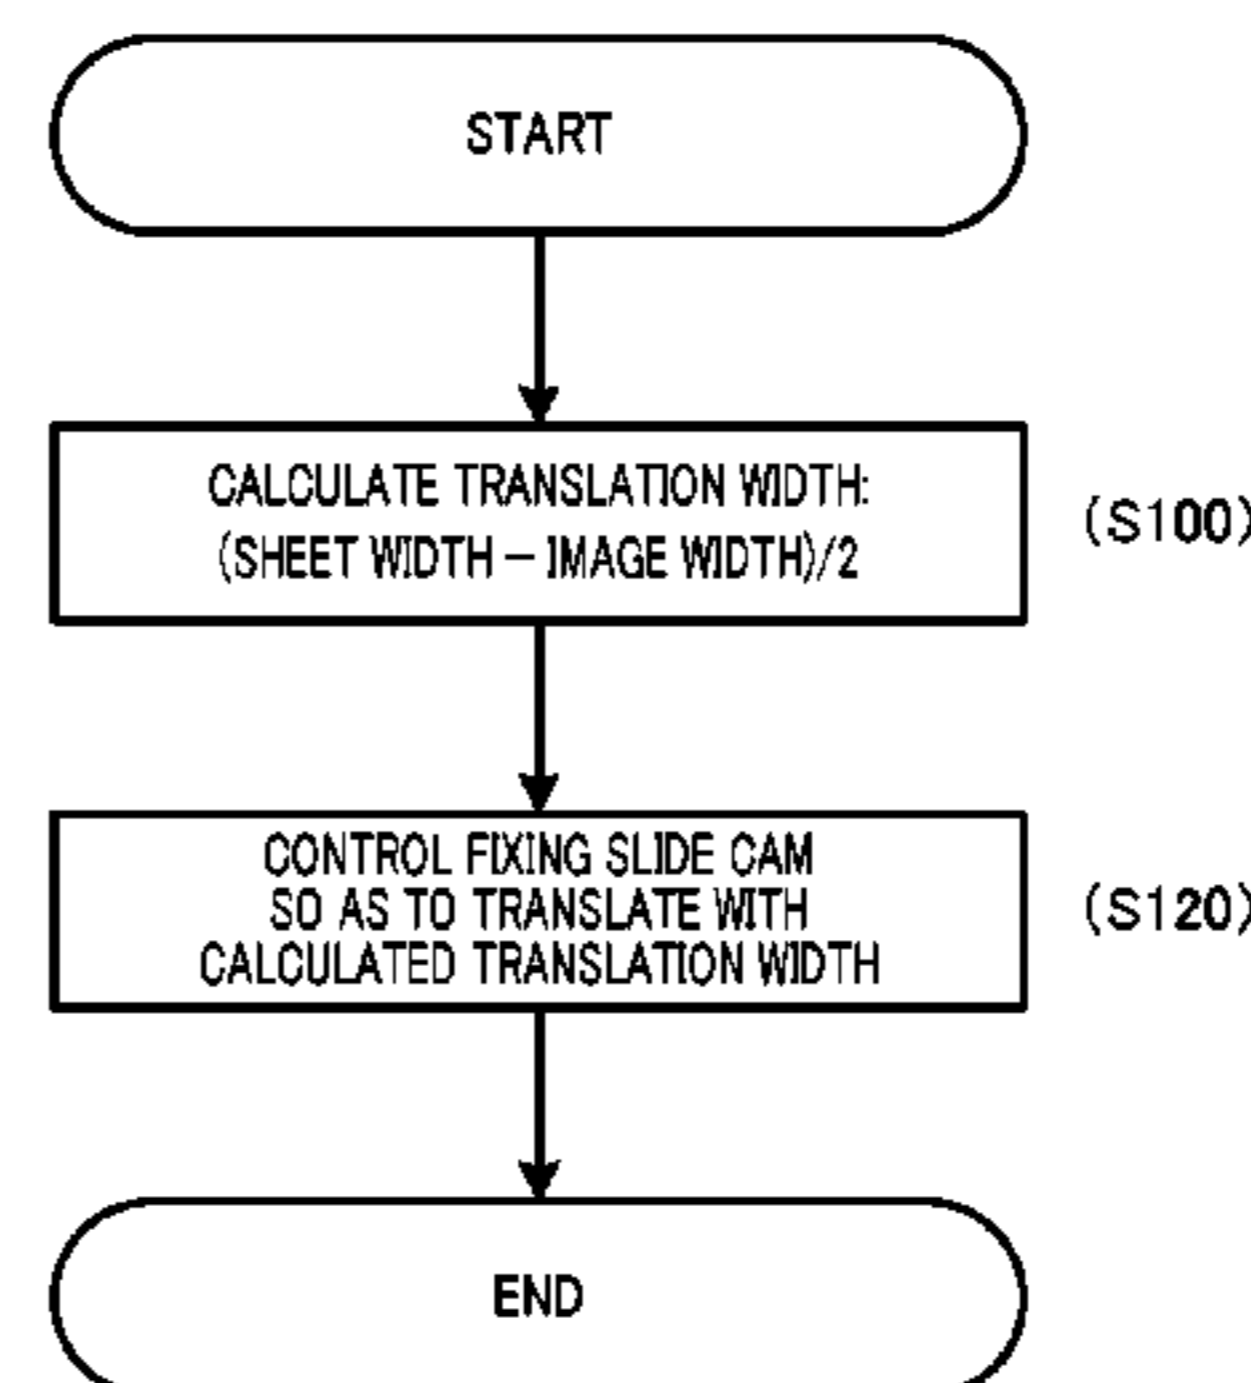 START
CALCULATE TRANSLATION WIDTH:
(SHEET WIDTH — IMAGE WIDTH)/2
(S100)
CONTROL FIXING SLIDE CAM
SO AS TO TRANSLATE WITH
CALCULATED TRANSLATION WIDTH
(S120)
END